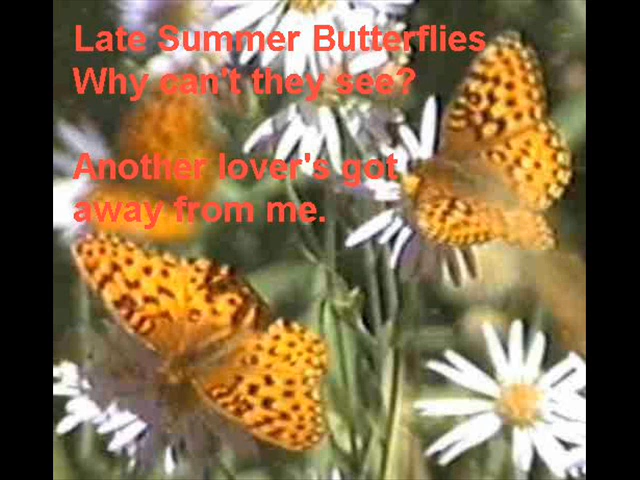 Late Summer Butterflies
Why can't they see?
Another lover's got
away from me.